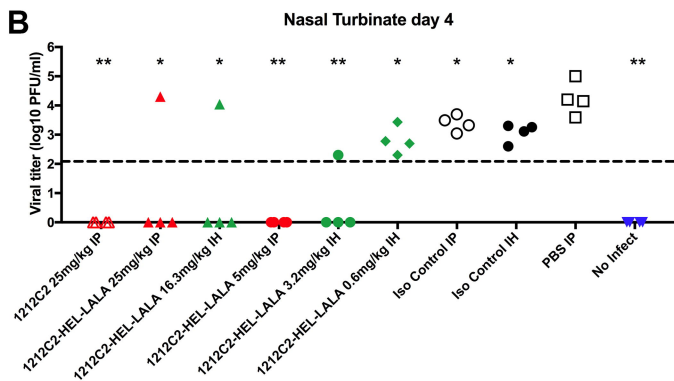 B
Nasal Turbinate day 4
Viral titer (log10 PFU/ml)
6
5
4
3
2
1
0
** * * ** ** * * * **
1212C2 25mg/kg IP
1212C2-HEL-LALA 25mg/kg IP
1212C2-HEL-LALA 16.3mg/kg IH
1212C2-HEL-LALA 5mg/kg IP
1212C2-HEL-LALA 3.2mg/kg IH
1212C2-HEL-LALA 0.6mg/kg IH
Iso Control IP
Iso Control IH
PBS IP
No Infect